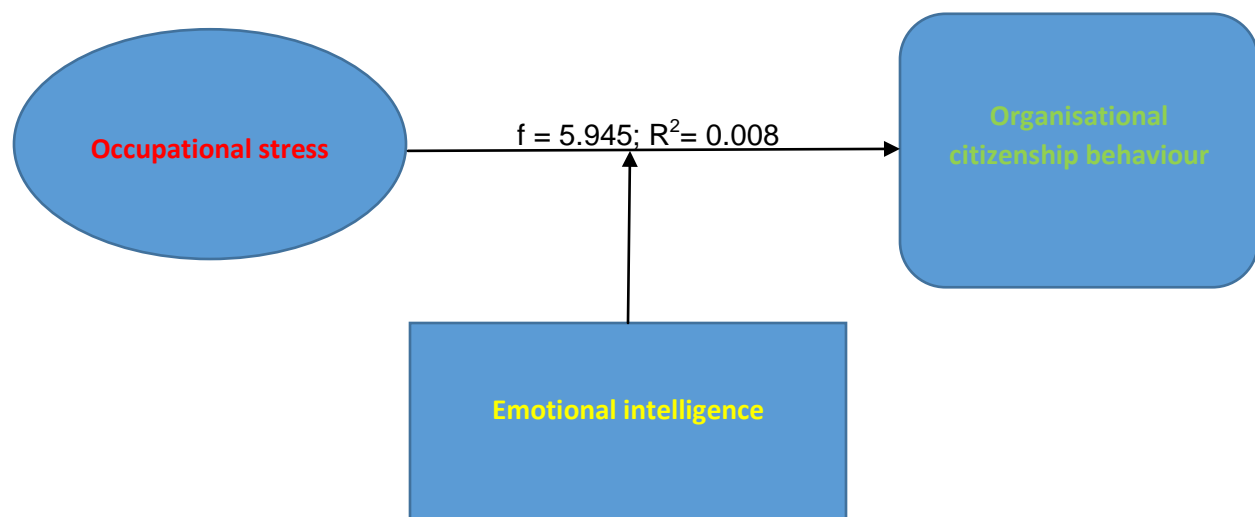 Occupational stress
f = 5.945; R²= 0.008
Organisational
citizenship behaviour
Emotional intelligence